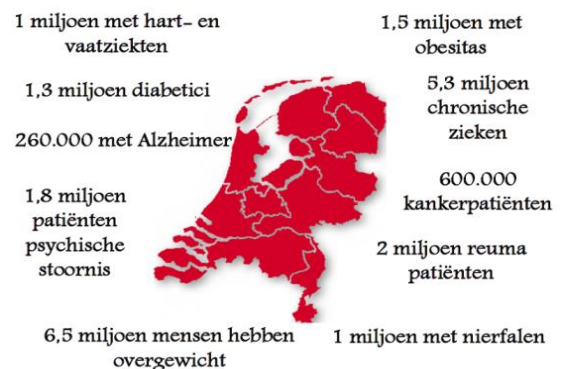 1 miljoen met hart- en
vaatziekten
1,3 miljoen diabetici
260.000 met Alzheimer
1,8 miljoen
patiënten
psychische
stoornis
6,5 miljoen mensen hebben
overgewicht
1,5 miljoen met
obesitas
5,3 miljoen
chronische
zieken
600.000
kankerpatiënten
2 miljoen reuma
patiënten
1 miljoen met nierfalen